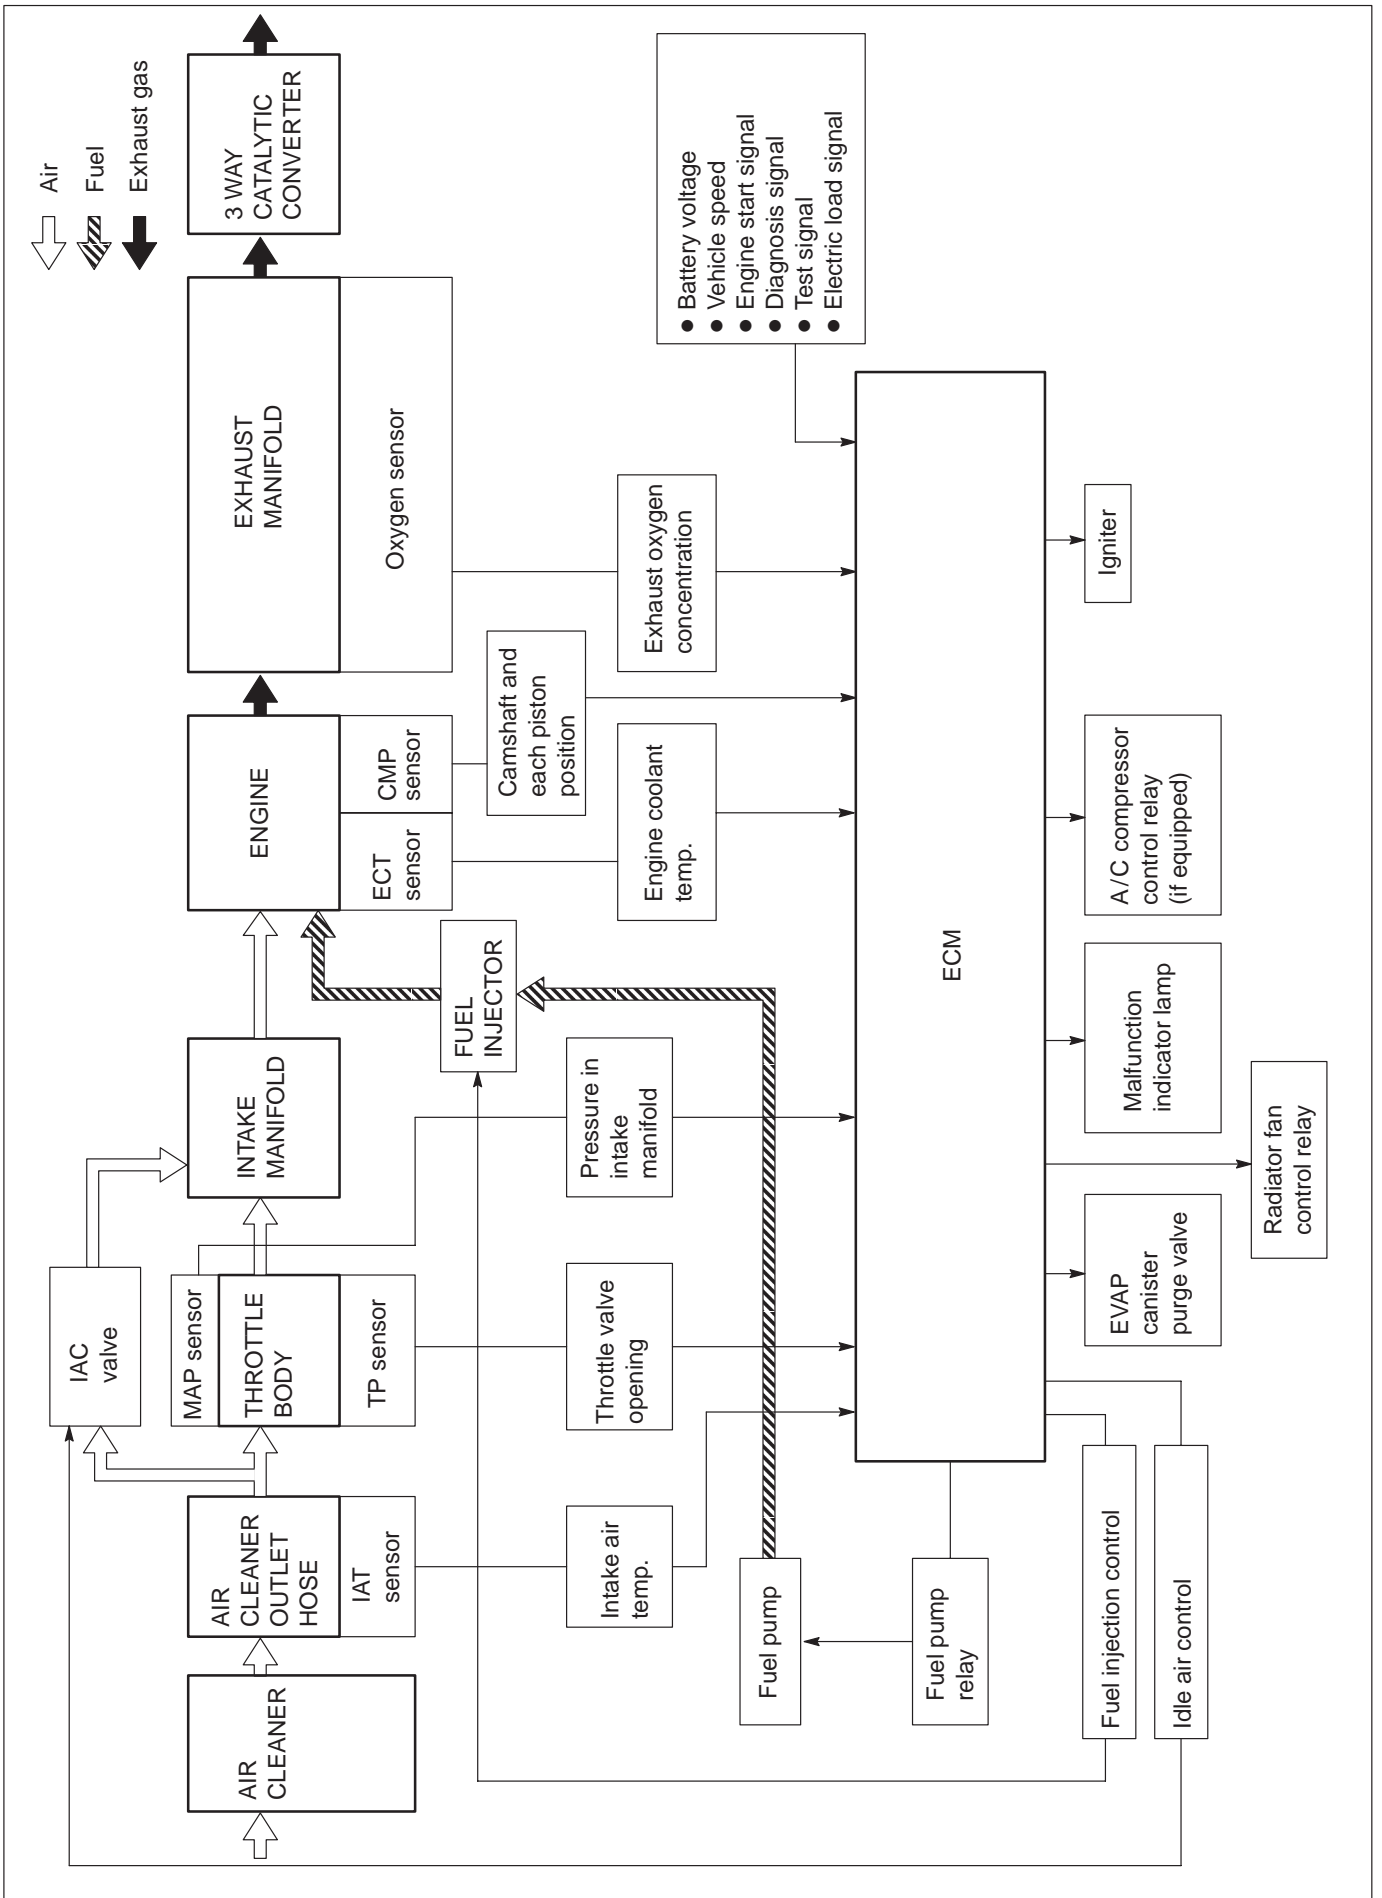 Air
Fuel
Exhaust gas
AIR
CLEANER
AIR
CLEANER
OUTLET
HOSE
IAT
sensor
IAC
valve
MAP sensor
THROTTLE
BODY
TP sensor
INTAKE
MANIFOLD
ENGINE
ECT
sensor
CMP
sensor
EXHAUST
MANIFOLD
Oxygen sensor
3 WAY
CATALYTIC
CONVERTER
FUEL
INJECTOR
Intake air
temp.
Throttle valve
opening
Pressure in
intake
manifold
Engine coolant
temp.
Camshaft and
each piston
position
Exhaust oxygen
concentration
● Battery voltage
● Vehicle speed
● Engine start signal
● Diagnosis signal
● Test signal
● Electric load signal
Fuel pump
Fuel pump
relay
ECM
Fuel injection control
Idle air control
EVAP
canister
purge valve
Radiator fan
control relay
Malfunction
indicator lamp
A/C compressor
control relay
(if equipped)
Igniter